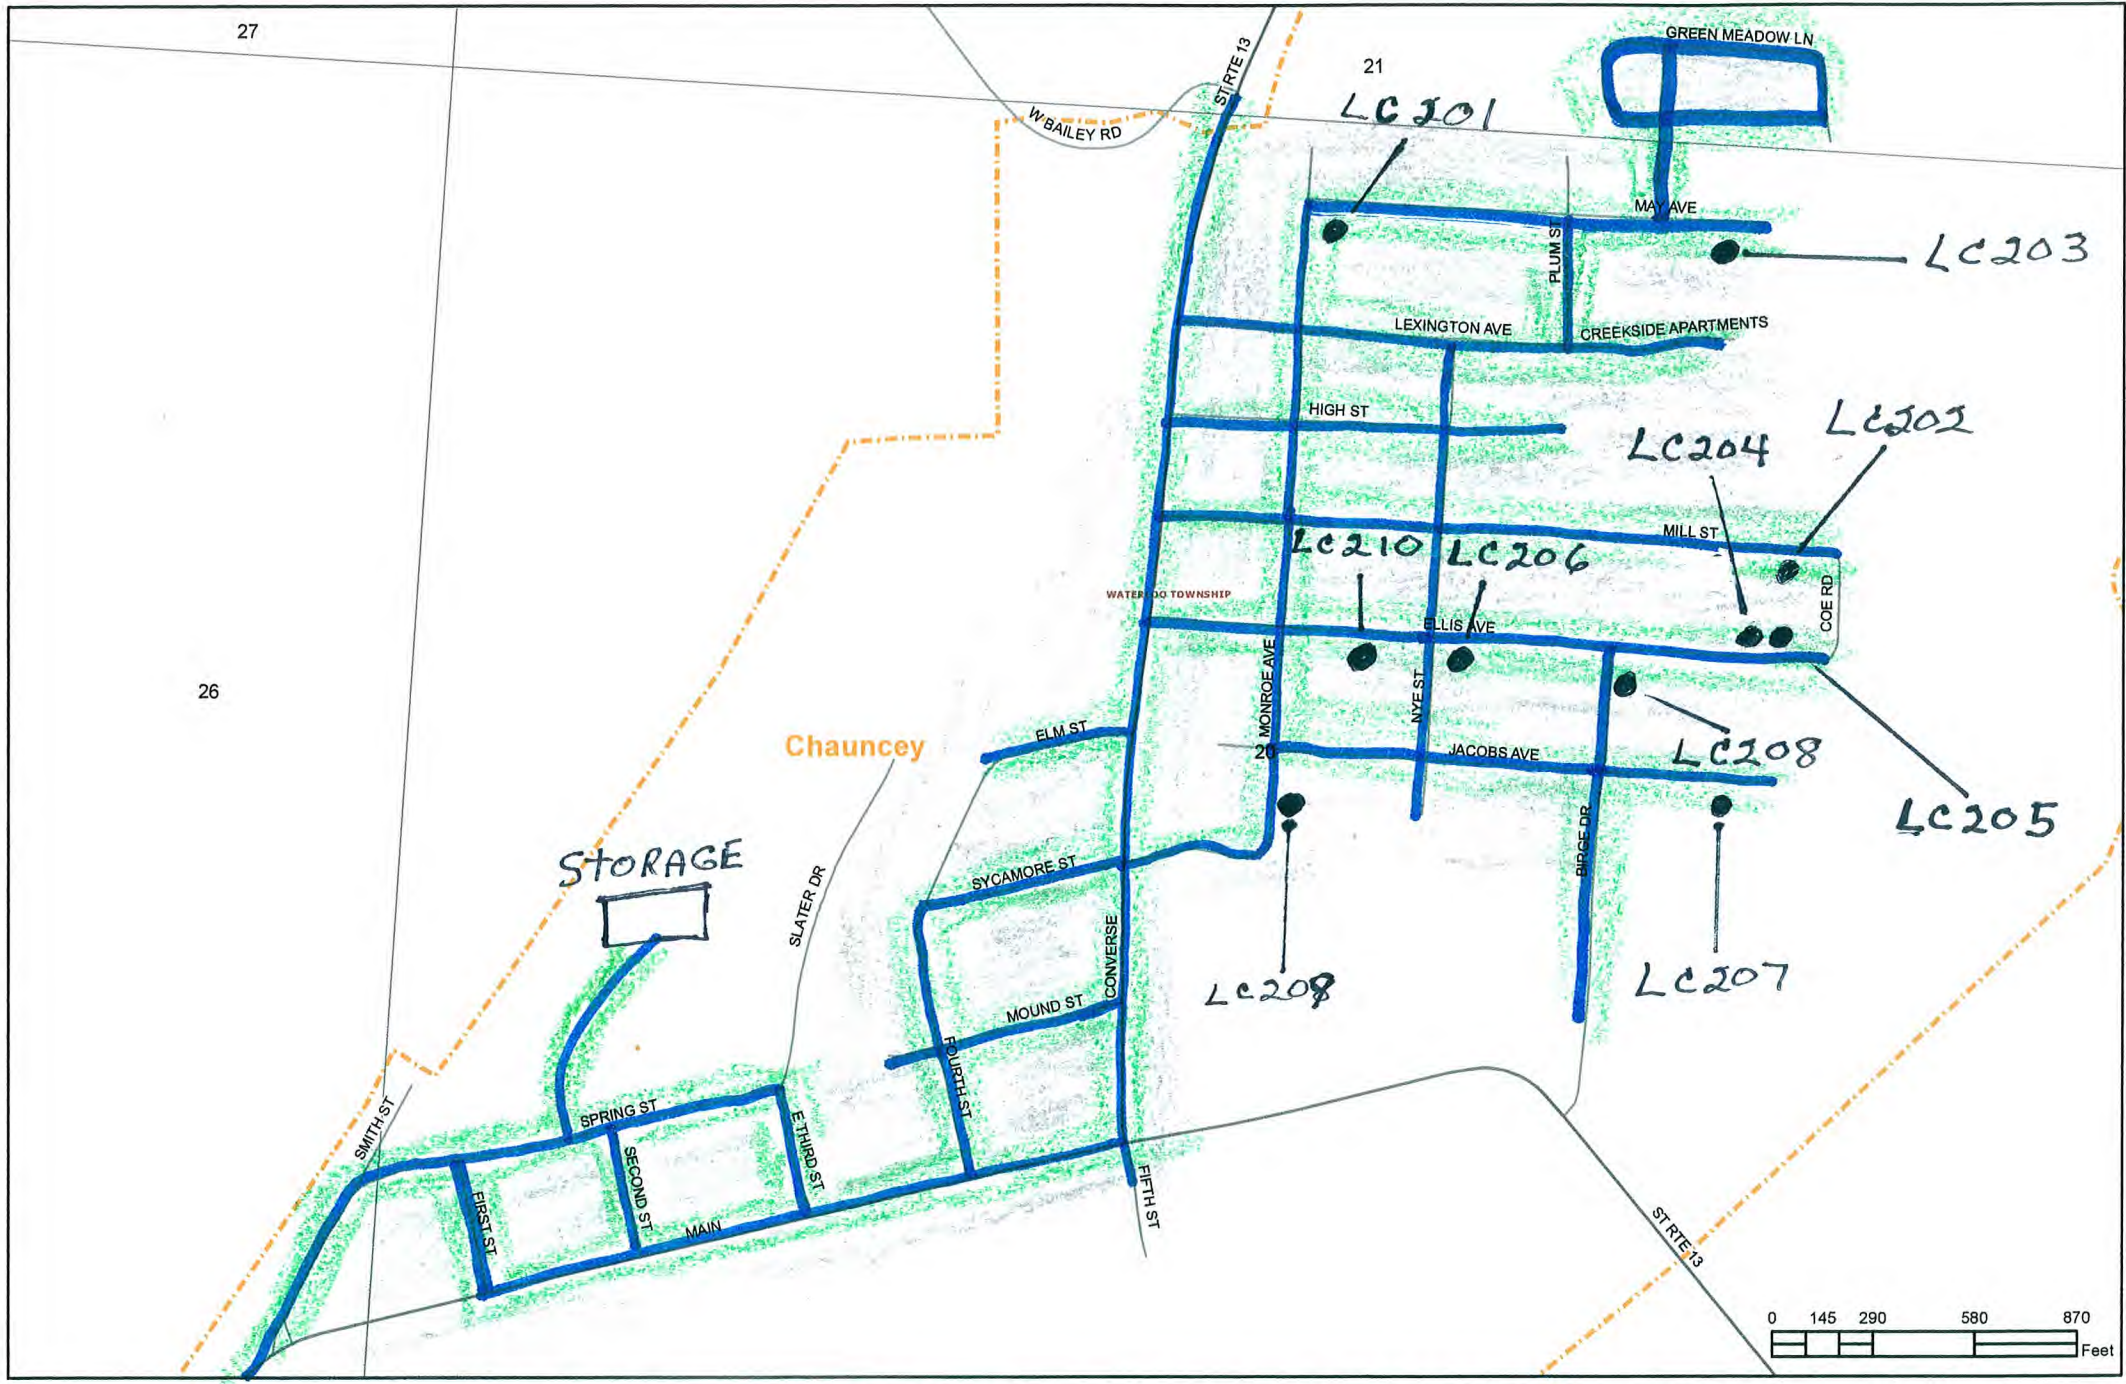 27
21
GREEN MEADOW LN
ST RTE 13
LC201
W BAILEY RD
MAY AVE
PLUM ST
LC203
LEXINGTON AVE
CREEKSIDE APARTMENTS
HIGH ST
LC202
LC204
MILL ST
LC210
LC206
COE RD
WATERLOO TOWNSHIP
ELLIS AVE
MONROE AVE
NYE ST
26
ELM ST
Chauncey
20
JACOBS AVE
LC208
LC205
BIRGE DR
STORAGE
SYCAMORE ST
SLATER DR
CONVERSE
LC207
MOUND ST
FOURTH ST
SPRING ST
SMITH ST
E THIRD ST
SECOND ST
FIRST ST
MAIN
FIFTH ST
ST RTE 13
0 145 290 580 870
Feet